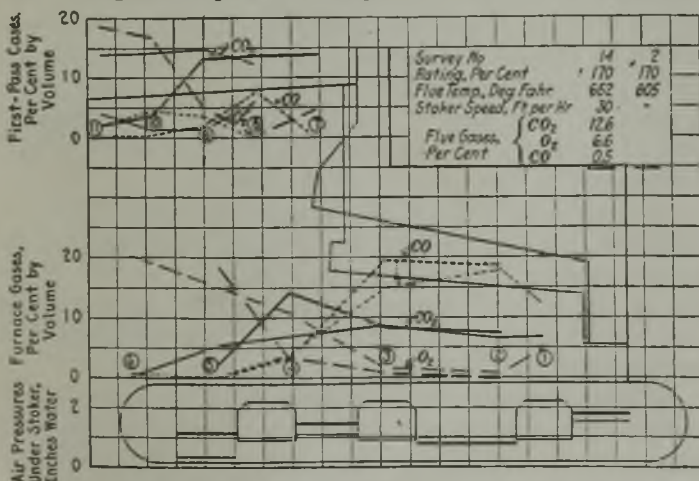 First-Pass Gases,
Per Cent by
Volume
20
10
0
CO₂
CO
Survey No 14 2
Rating, Per Cent 170 170
Flue Temp, Deg Fahr 652 605
Stoker Speed, Ft per Hr 30 "
Flue Gases, Per Cent
CO₂ 12.6
O₂ 6.6
CO 0.5
Furnace Gases,
Per Cent by
Volume
20
10
0
CO
CO₂
O₂
Air Pressures
Under Stoker,
Inches Water
2
0